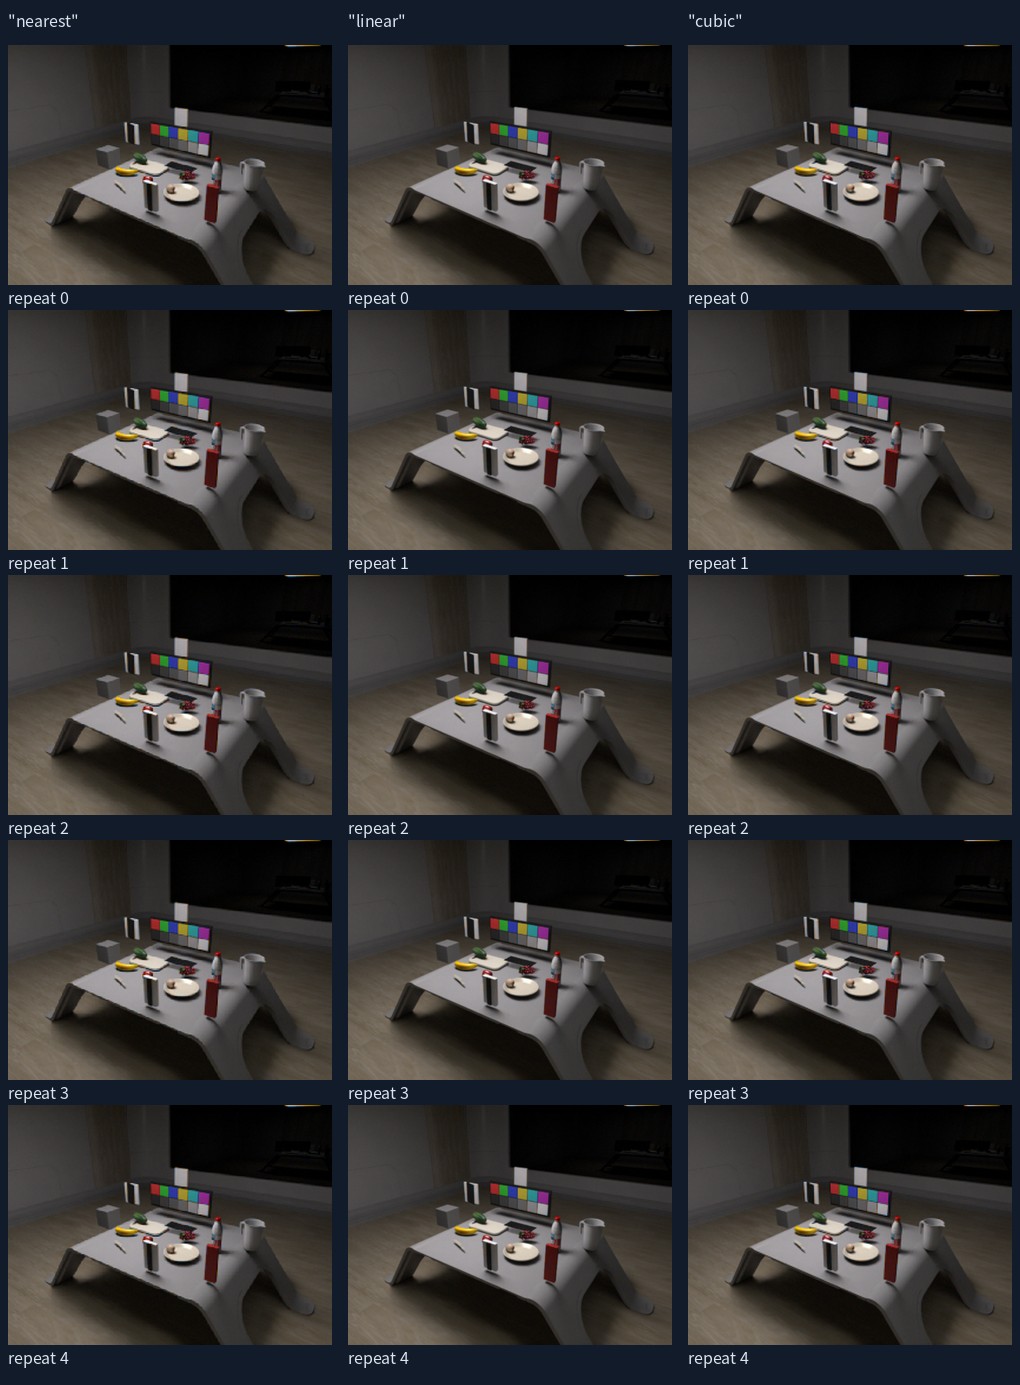 "nearest" "linear" "cubic"
repeat 0 repeat 0 repeat 0
repeat 1 repeat 1 repeat 1
repeat 2 repeat 2 repeat 2
repeat 3 repeat 3 repeat 3
repeat 4 repeat 4 repeat 4